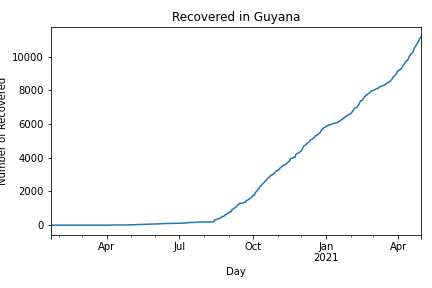 Recovered in Guyana
Number of Recovered
10000
8000
6000
4000
2000
0
Apr
Jul
Oct
Jan
2021
Apr
Day